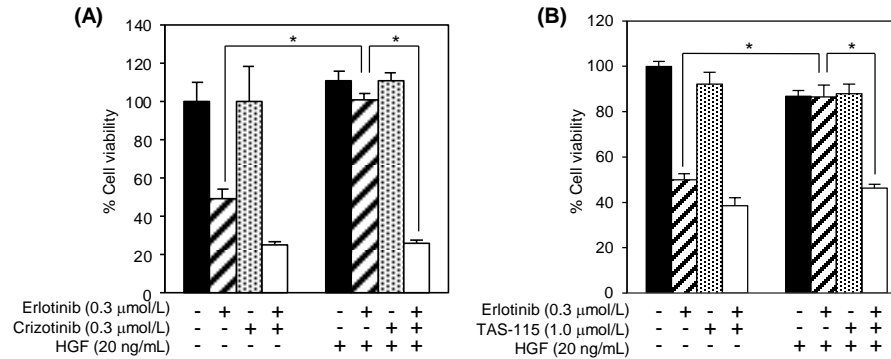 (A)
140
120
100
80
60
40
20
0
% Cell viability
*
*
Erlotinib (0.3 μmol/L) - + - + - + - +
Crizotinib (0.3 μmol/L) - - + + - - + +
HGF (20 ng/mL) - - - - + + + +
(B)
120
100
80
60
40
20
0
% Cell viability
*
*
Erlotinib (0.3 μmol/L) - + - + - + - +
TAS-115 (1.0 μmol/L) - - + + - - + +
HGF (20 ng/mL) - - - - + + + +